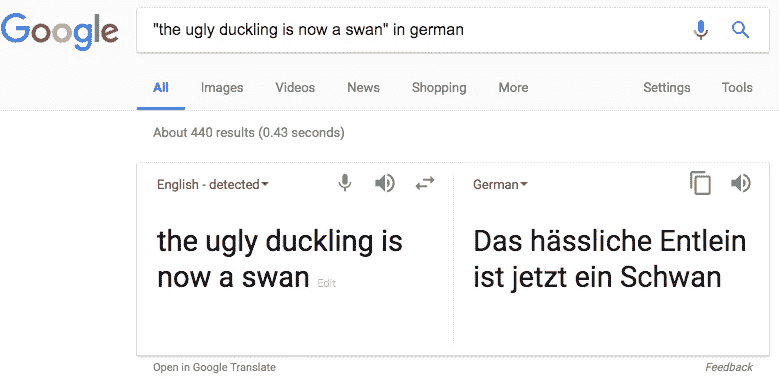 Google "the ugly duckling is now a swan" in german
All Images Videos News Shopping More Settings Tools
About 440 results (0.43 seconds)
English - detected German
the ugly duckling is
now a swan Edit
Das hässliche Entlein
ist jetzt ein Schwan
Open in Google Translate Feedback